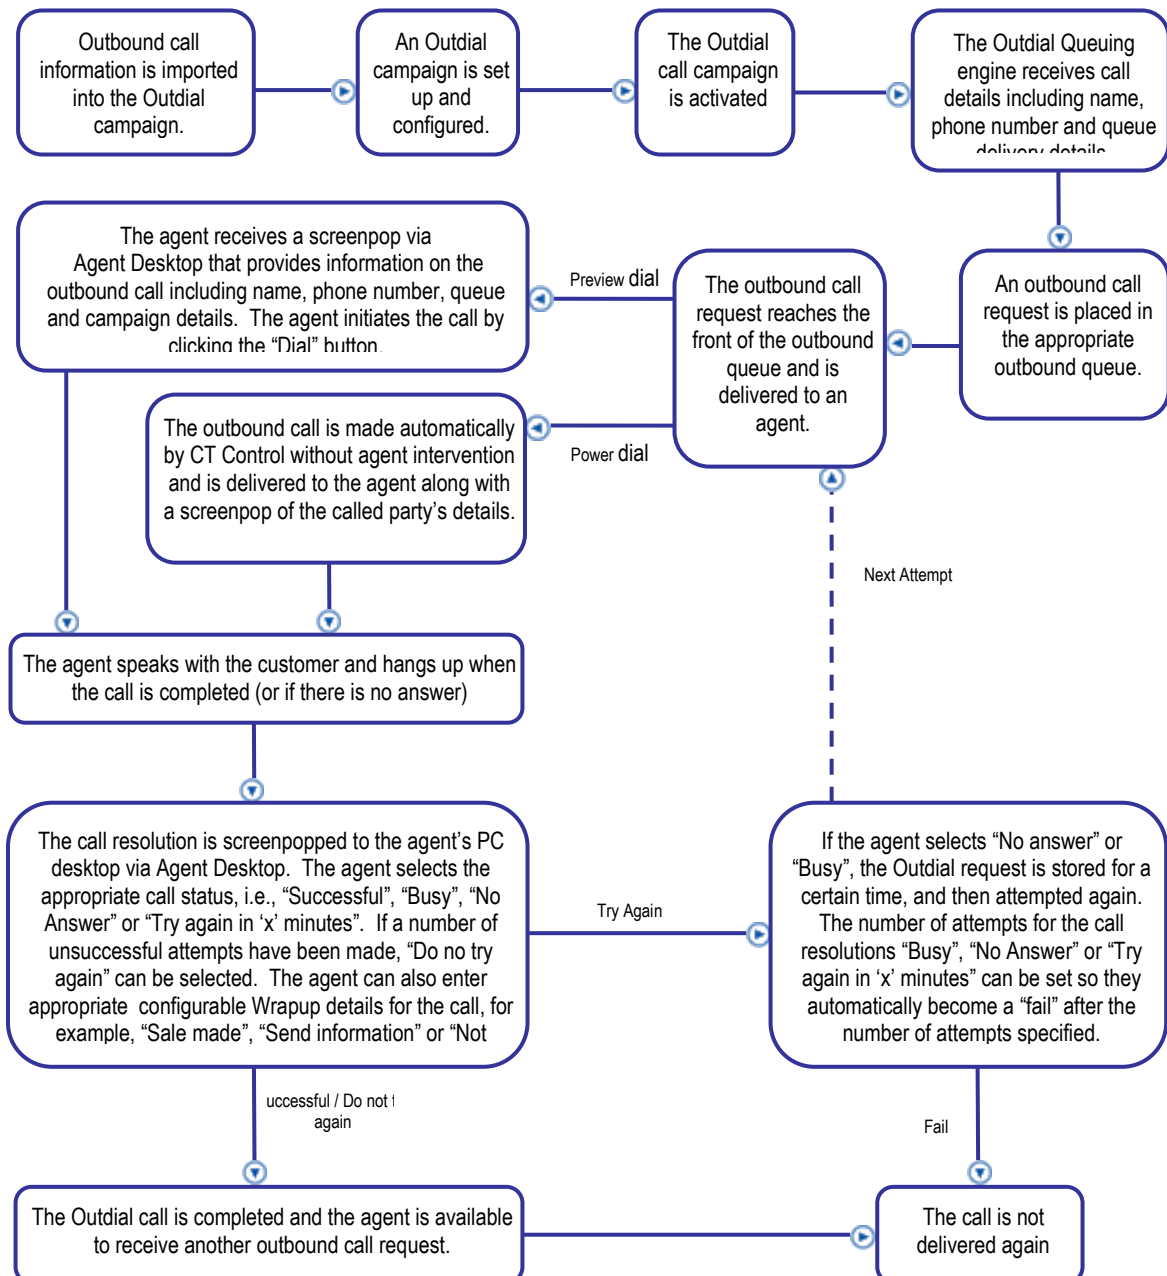 Outbound call
information is imported
into the Outdial
campaign.
An Outdial
campaign is set
up and
configured.
The Outdial
call campaign
is activated
The Outdial Queuing
engine receives call
details including name,
phone number and queue
delivery details
The agent receives a screenpop via
Agent Desktop that provides information on the
outbound call including name, phone number, queue
and campaign details. The agent initiates the call by
clicking the “Dial” button.
Preview dial
The outbound call
request reaches the
front of the outbound
queue and is
delivered to an
agent.
An outbound call
request is placed in
the appropriate
outbound queue.
The outbound call is made automatically
by CT Control without agent intervention
and is delivered to the agent along with
a screenpop of the called party’s details.
Power dial
Next Attempt
The agent speaks with the customer and hangs up when
the call is completed (or if there is no answer)
The call resolution is screenpopped to the agent’s PC
desktop via Agent Desktop. The agent selects the
appropriate call status, i.e., “Successful”, “Busy”, “No
Answer” or “Try again in ‘x’ minutes”. If a number of
unsuccessful attempts have been made, “Do no try
again” can be selected. The agent can also enter
appropriate configurable Wrapup details for the call, for
example, “Sale made”, “Send information” or “Not
Try Again
If the agent selects “No answer” or
“Busy”, the Outdial request is stored for a
certain time, and then attempted again.
The number of attempts for the call
resolutions “Busy”, “No Answer” or “Try
again in ‘x’ minutes” can be set so they
automatically become a “fail” after the
number of attempts specified.
uccessful / Do not t
again
Fail
The Outdial call is completed and the agent is available
to receive another outbound call request.
The call is not
delivered again